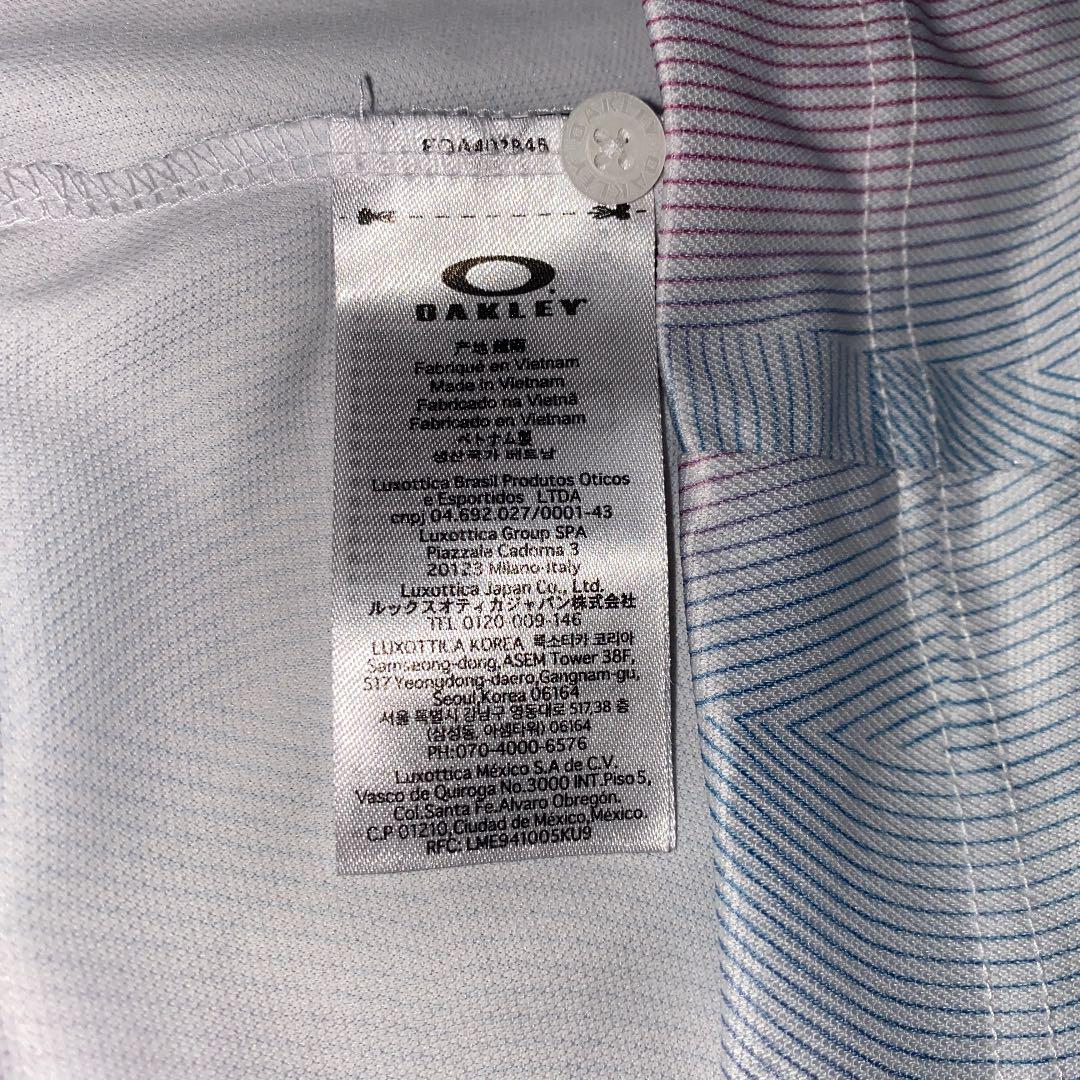 FOA402846
OAKLEY OAKLEY
OAKLEY
产地 越南
Fabriqué en Vietnam
Made in Vietnam
Fabricado na Vietnã
Fabricado en Vietnam
ベトナム製
생산국가 베트남
Luxottica Brasil Produtos Oticos
e Esportidos LTDA
cnpj 04.692.027/0001-43
Luxottica Group SPA
Piazzale Cadorna 3
20123 Milano-Italy
Luxottica Japan Co., Ltd.
ルックスオティカジャパン株式会社
TEL 0120-009-146
LUXOTTILA KOREA 룩소티카 코리아
Samseong-dong,ASEM Tower 38F,
517 Yeongdong-daero,Gangnam-gu,
Seoul,Korea 06164
서울 특별시 강남구 영동대로 517,38 층
(삼성동, 아셈타워) 06164
PH:070-4000-6576
Luxottica México S.A de C.V.
Vasco de Quiroga No.3000 INT.Piso 5,
Col.Santa Fe.Alvaro Obregón.
C.P 01210,Ciudad de México,México.
RFC: LME941005KU9